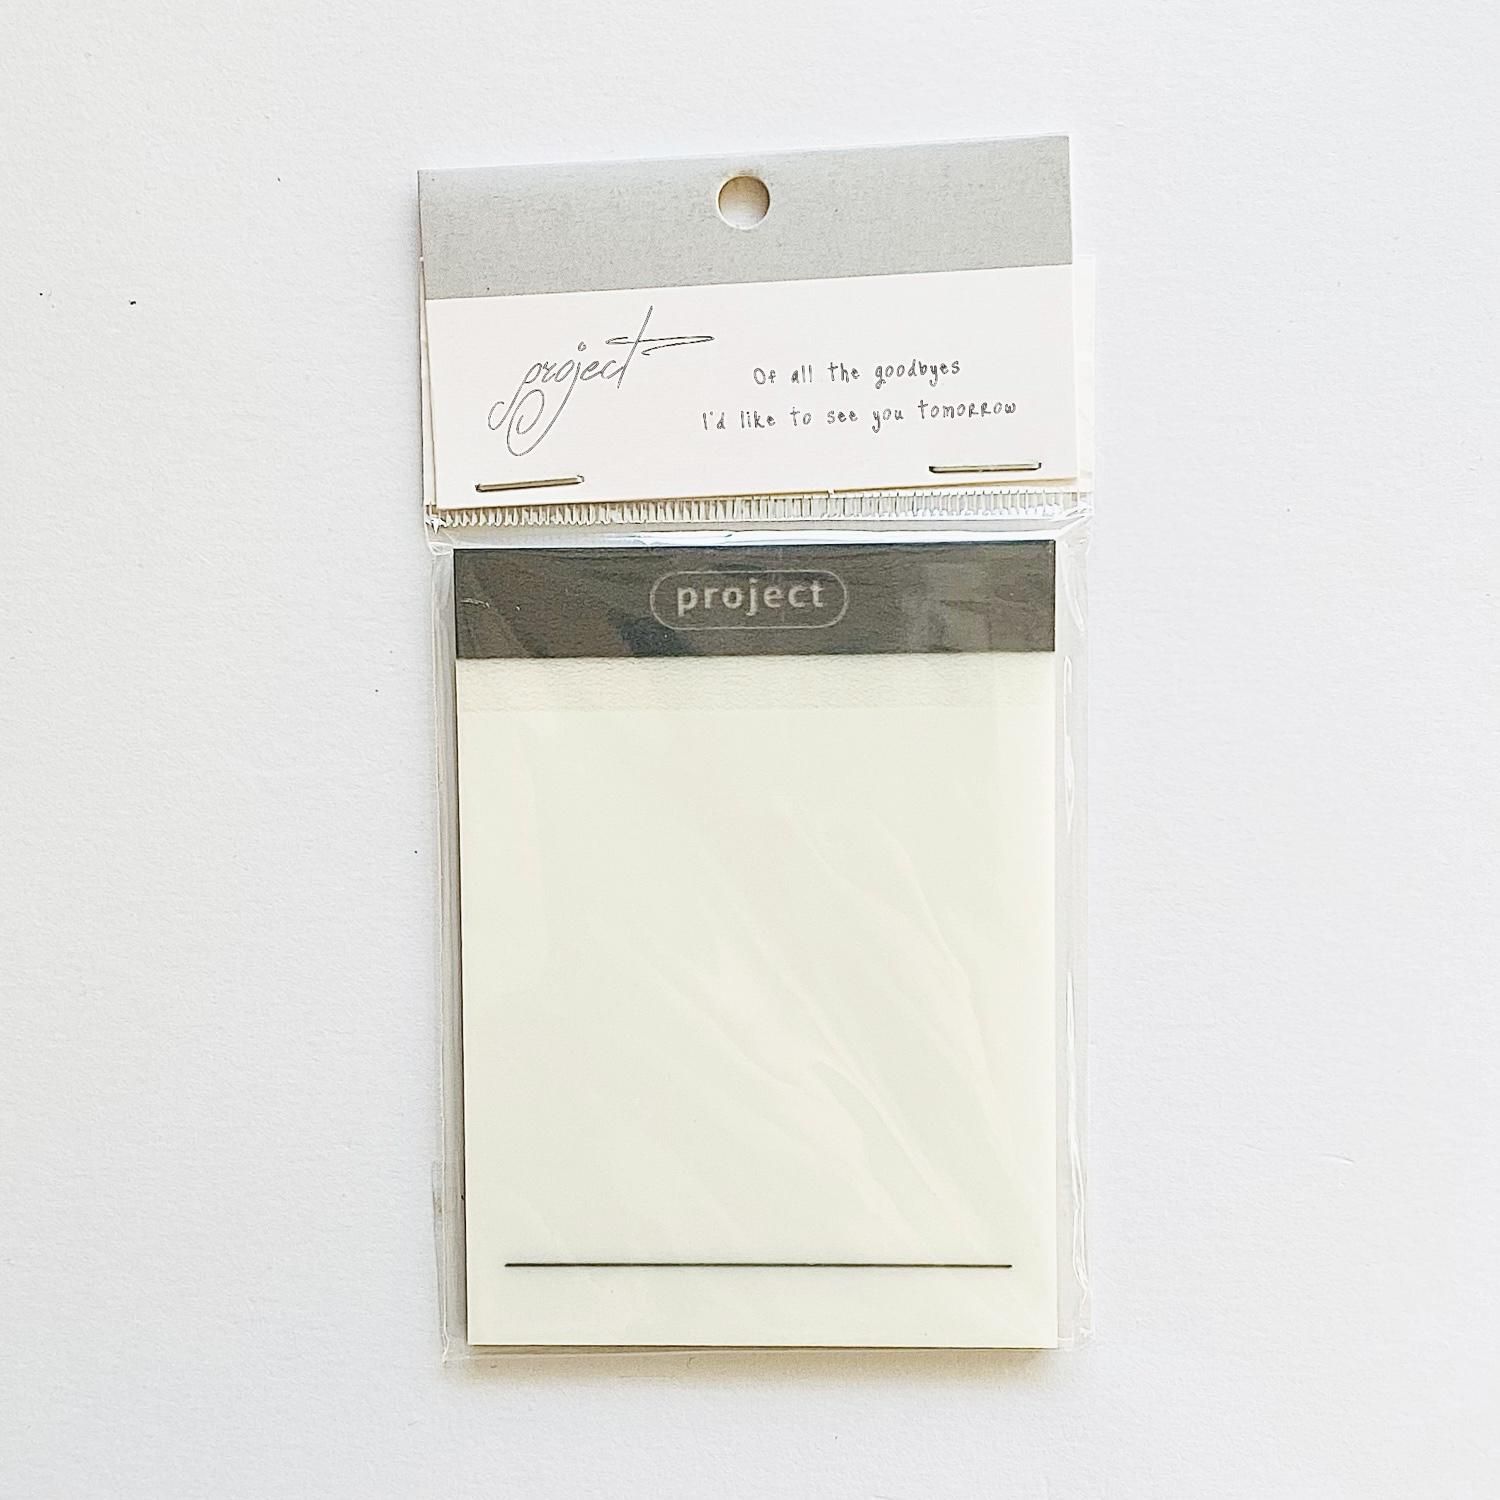 project
Of all the goodbyes
I'd like to see you tomorrow
project